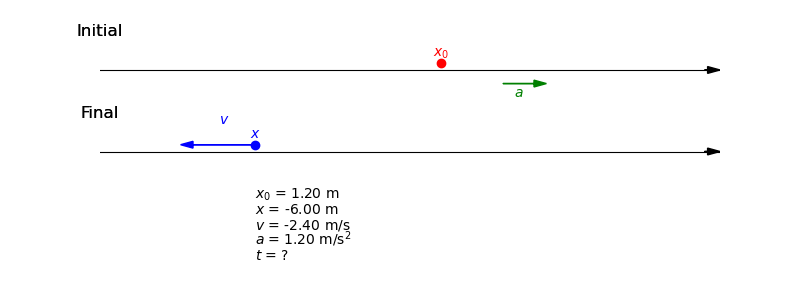 Initial
x₀
a
Final
v
x
x₀ = 1.20 m
x = -6.00 m
v = -2.40 m/s
a = 1.20 m/s²
t = ?